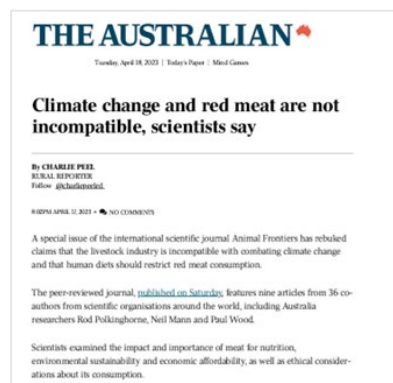 THE AUSTRALIAN
Tuesday, April 18, 2023 | Today's Paper | Mind Games
Climate change and red meat are not
incompatible, scientists say
By CHARLIE PEEL
RURAL REPORTER
Follow @charliepeel
8:02PM APRIL 17, 2023 • NO COMMENTS
A special issue of the international scientific journal Animal Frontiers has rebuked
claims that the livestock industry is incompatible with combating climate change
and that human diets should restrict red meat consumption.
The peer-reviewed journal, published on Saturday, features nine articles from 36 co-
authors from scientific organisations around the world, including Australia
researchers Rod Polkinghorne, Neil Mann and Paul Wood.
Scientists examined the impact and importance of meat for nutrition,
environmental sustainability and economic affordability, as well as ethical consider-
ations about its consumption.